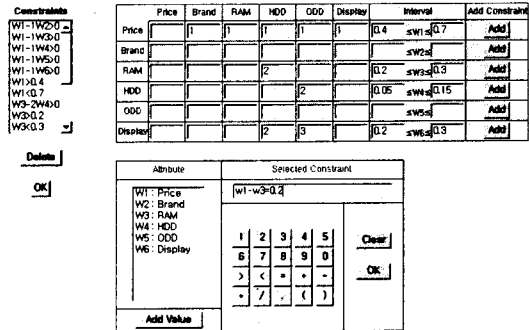 Constraints
W1-1W2>0
W1-1W3>0
W1-1W4>0
W1-1W5>0
W1-1W6>0
W1>0.4
W1<0.7
W3-2W4>0
W3>0.2
W3<0.3
Delete
OK
Price Brand RAM HDD ODD Display Interval Add Constraint
Price 1 1 1 1 1 0.4 ≤W1≤ 0.7 Add
Brand ≤W2≤ Add
RAM 2 0.2 ≤W3≤ 0.3 Add
HDD 2 0.05 ≤W4≤ 0.15 Add
ODD ≤W5≤ Add
Display 2 3 0.2 ≤W6≤ 0.3 Add
Attribute Selected Constraint
W1 : Price
W2 : Brand
W3 : RAM
W4 : HDD
W5 : ODD
W6 : Display
Add Value
w1-w3=0.2
1 2 3 4 5
6 7 8 9 0
> < = + -
* / . ( )
Clear
OK